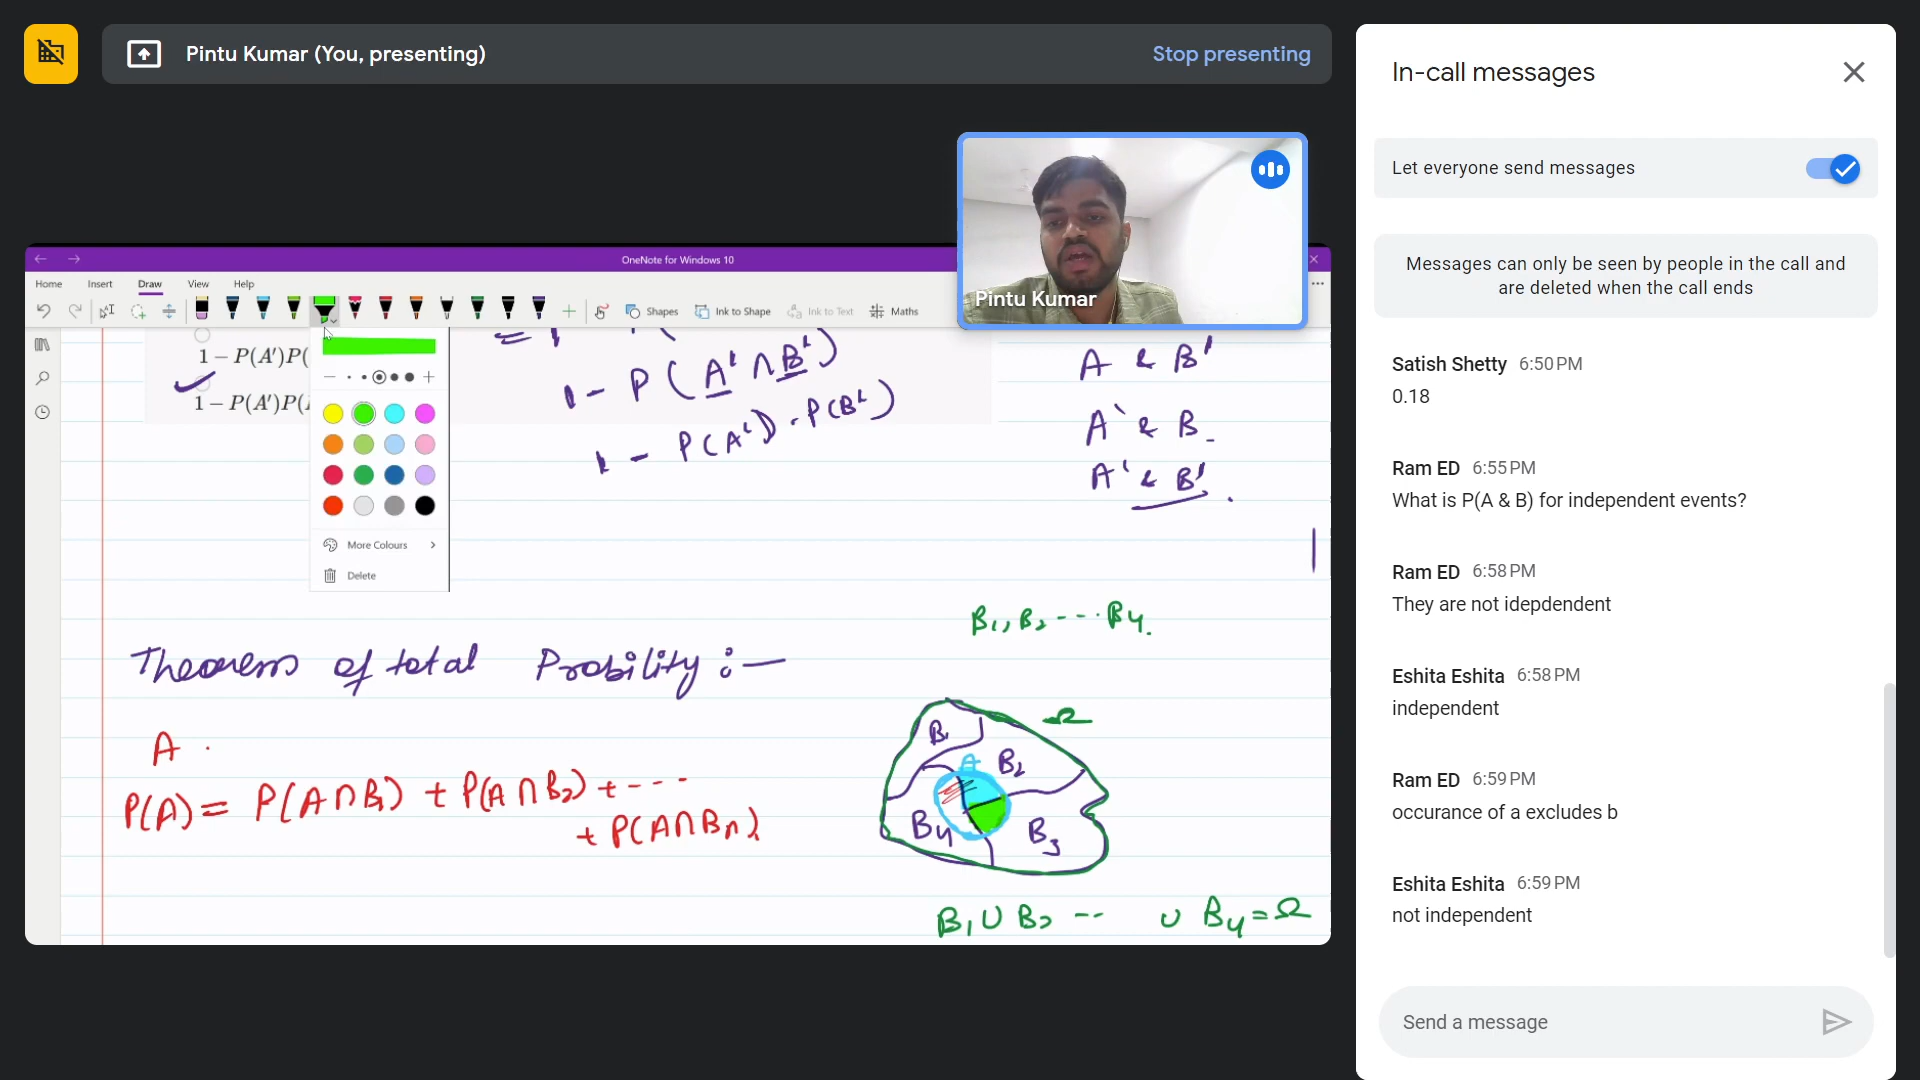 Pintu Kumar (You, presenting)
Stop presenting
Pintu Kumar
OneNote for Windows 10
Home Insert Draw View Help
Shapes Ink to Shape Ink to Text Maths
1 − P(A')P(
1 − P(A')P(
1 - P(A' ∩ B')
1 - P(A') · P(B')
A & B'
A' & B
A' & B'
More Colours
Delete
B1, B2 --- · B4.
Theorem of total Probility :—
A .
P(A) = P(A∩B1) + P(A∩B2) + ---
+ P(A∩Bn)
Ω
B1
A
B2
B4
B3
B1 ∪ B2 -- ∪ B4 = Ω
In-call messages
Let everyone send messages
Messages can only be seen by people in the call and
are deleted when the call ends
Satish Shetty 6:50 PM
0.18
Ram ED 6:55 PM
What is P(A & B) for independent events?
Ram ED 6:58 PM
They are not idepdendent
Eshita Eshita 6:58 PM
independent
Ram ED 6:59 PM
occurance of a excludes b
Eshita Eshita 6:59 PM
not independent
Send a message